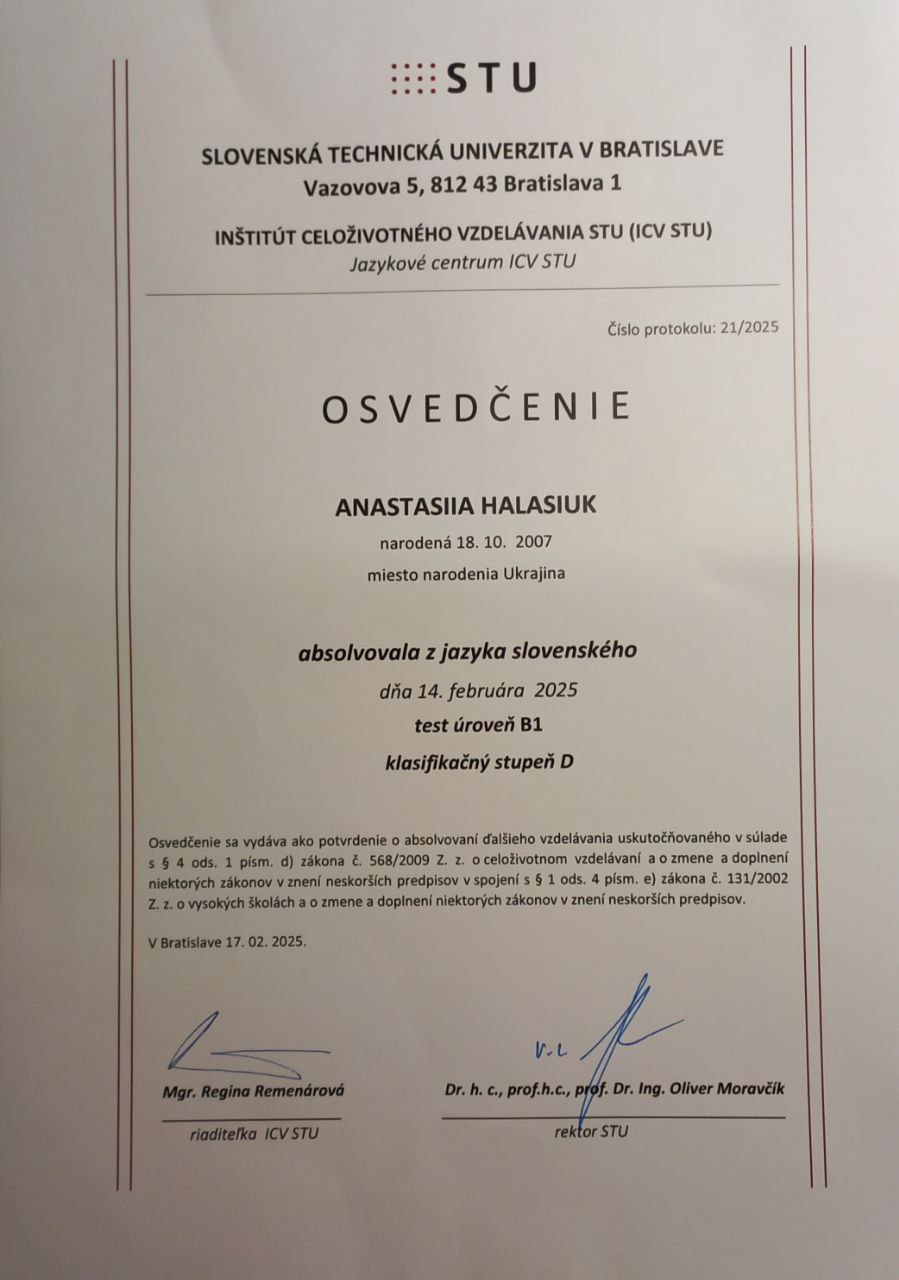 STU
SLOVENSKÁ TECHNICKÁ UNIVERZITA V BRATISLAVE
Vazovova 5, 812 43 Bratislava 1
INŠTITÚT CELOŽIVOTNÉHO VZDELÁVANIA STU (ICV STU)
Jazykové centrum ICV STU
Číslo protokolu: 21/2025
OSVEDČENIE
ANASTASIIA HALASIUK
narodená 18. 10. 2007
miesto narodenia Ukrajina
absolvovala z jazyka slovenského
dňa 14. februára 2025
test úroveň B1
klasifikačný stupeň D
Osvedčenie sa vydáva ako potvrdenie o absolvovaní ďalšieho vzdelávania uskutočňovaného v súlade
s § 4 ods. 1 písm. d) zákona č. 568/2009 Z. z. o celoživotnom vzdelávaní a o zmene a doplnení
niektorých zákonov v znení neskorších predpisov v spojení s § 1 ods. 4 písm. e) zákona č. 131/2002
Z. z. o vysokých školách a o zmene a doplnení niektorých zákonov v znení neskorších predpisov.
V Bratislave 17. 02. 2025.
Mgr. Regina Remenárová
Dr. h. c., prof.h.c., prof. Dr. Ing. Oliver Moravčík
riaditeľka ICV STU
rektor STU